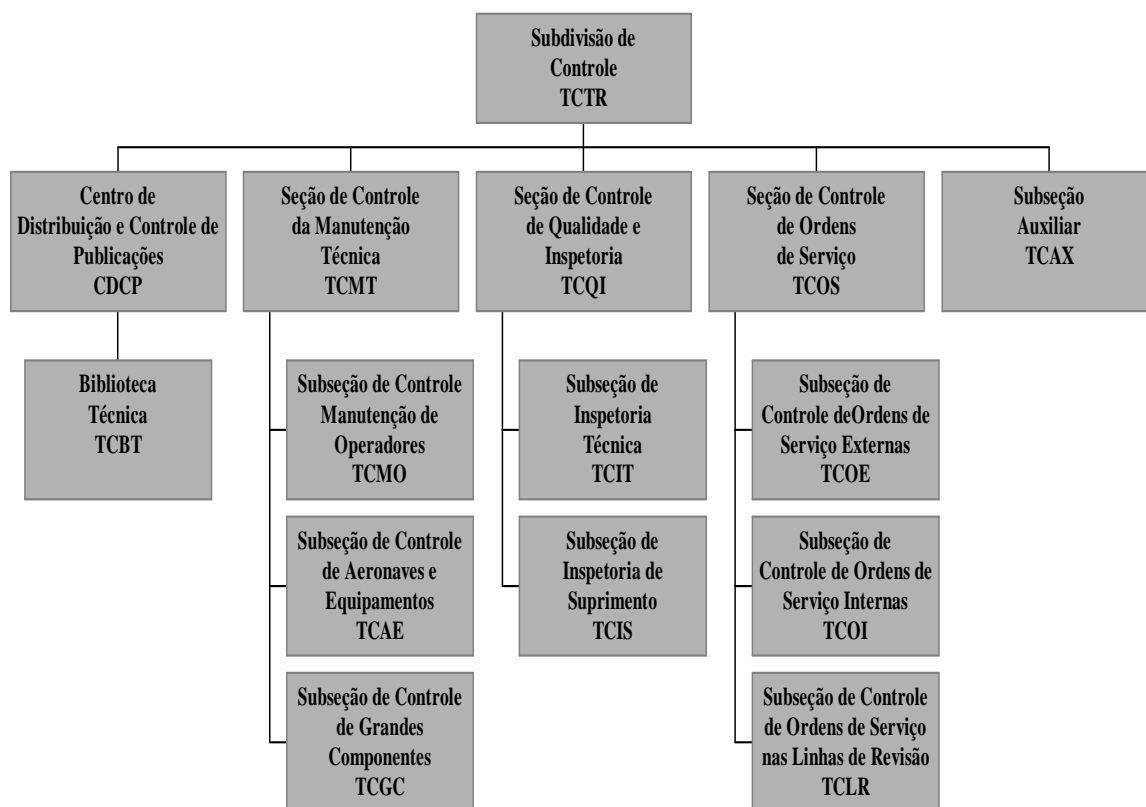 Subdivisão de
Controle
TCTR
Centro de
Distribuição e Controle de
Publicações
CDCP
Seção de Controle
da Manutenção
Técnica
TCMT
Seção de Controle
de Qualidade e
Inspetoria
TCQI
Seção de Controle
de Ordens
de Serviço
TCOS
Subseção
Auxiliar
TCAX
Biblioteca
Técnica
TCBT
Subseção de Controle
Manutenção de
Operadores
TCMO
Subseção de
Inspetoria
Técnica
TCIT
Subseção de
Controle deOrdens de
Serviço Externas
TCOE
Subseção de Controle
de Aeronaves e
Equipamentos
TCAE
Subseção de
Inspetoria de
Suprimento
TCIS
Subseção de
Controle de Ordens de
Serviço Internas
TCOI
Subseção de Controle
de Grandes
Componentes
TCGC
Subseção de Controle
de Ordens de Serviço
nas Linhas de Revisão
TCLR